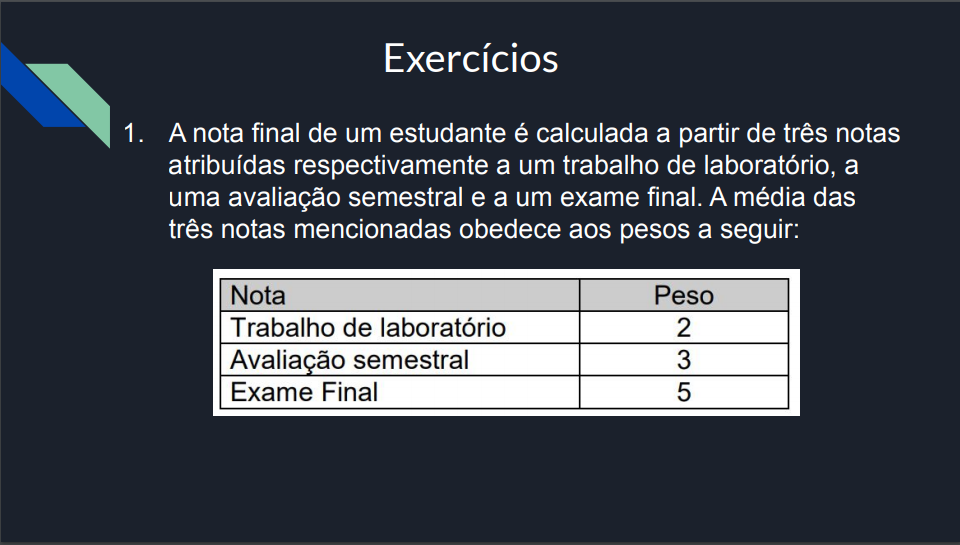 Exercícios
1. A nota final de um estudante é calculada a partir de três notas
atribuídas respectivamente a um trabalho de laboratório, a
uma avaliação semestral e a um exame final. A média das
três notas mencionadas obedece aos pesos a seguir:
Nota Peso
Trabalho de laboratório 2
Avaliação semestral 3
Exame Final 5